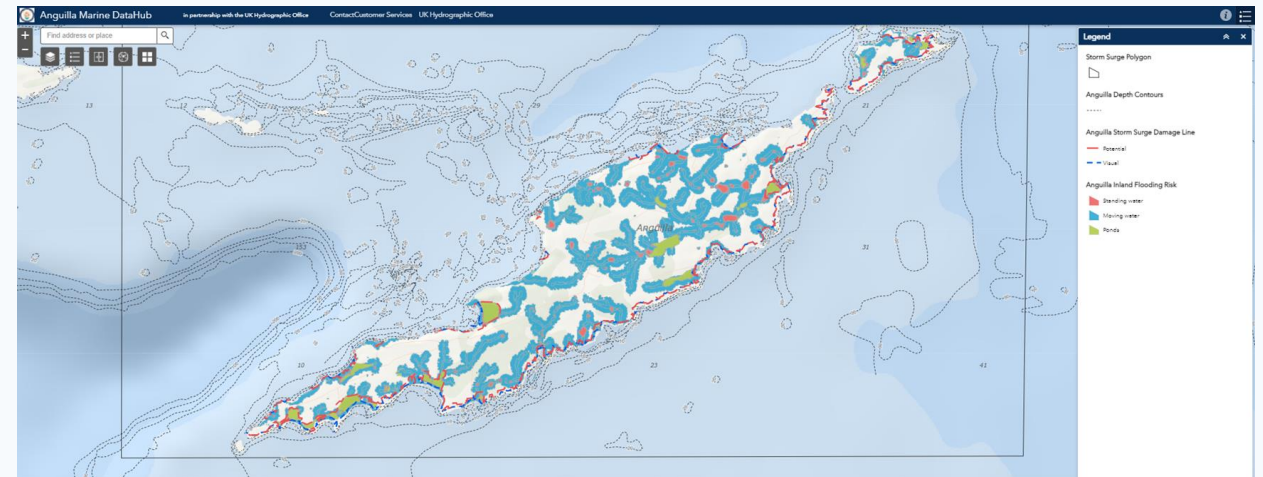 Anguilla Marine DataHub
in partnership with the UK Hydrographic Office
ContactCustomer Services
UK Hydrographic Office
Find address or place
Legend
Storm Surge Polygon
Anguilla Depth Contours
Anguilla Storm Surge Damage Line
Potential
Visual
Anguilla Inland Flooding Risk
Standing water
Moving water
Ponds
13
12
29
21
Anguilla
31
10
23
41